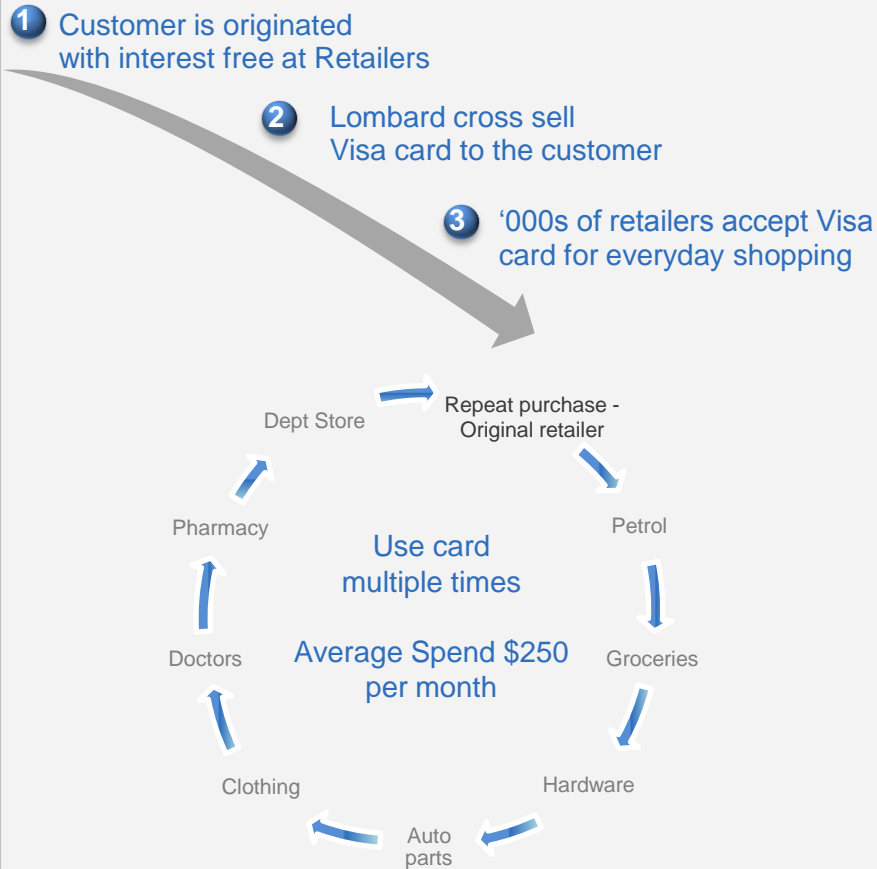 1 Customer is originated
with interest free at Retailers
2 Lombard cross sell
Visa card to the customer
3 ‘000s of retailers accept Visa
card for everyday shopping
Repeat purchase -
Original retailer
Petrol
Groceries
Hardware
Auto
parts
Clothing
Doctors
Pharmacy
Dept Store
Use card
multiple times
Average Spend $250
per month